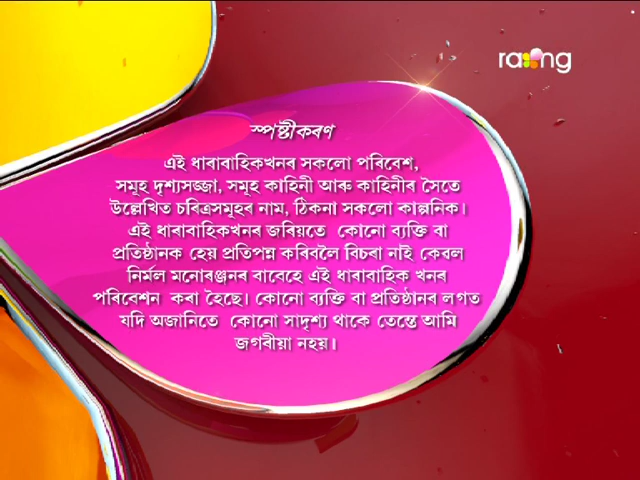 rang
স্পষ্টীকৰণ
এই ধাৰাবাহিকখনৰ সকলো পৰিবেশ,
সমূহ দৃশ্যসজ্জা, সমূহ কাহিনী আৰু কাহিনীৰ সৈতে
উল্লেখিত চৰিত্ৰসমূহৰ নাম, ঠিকনা সকলো কাল্পনিক।
এই ধাৰাবাহিকখনৰ জৰিয়তে কোনো ব্যক্তি বা
প্ৰতিষ্ঠানক হেয় প্ৰতিপন্ন কৰিবলৈ বিচৰা নাই কেবল
নিৰ্মল মনোৰঞ্জনৰ বাবেহে এই ধাৰাবাহিক খনৰ
পৰিবেশন কৰা হৈছে। কোনো ব্যক্তি বা প্ৰতিষ্ঠানৰ লগত
যদি অজানিতে কোনো সাদৃশ্য থাকে তেন্তে আমি
জগৰীয়া নহয়।